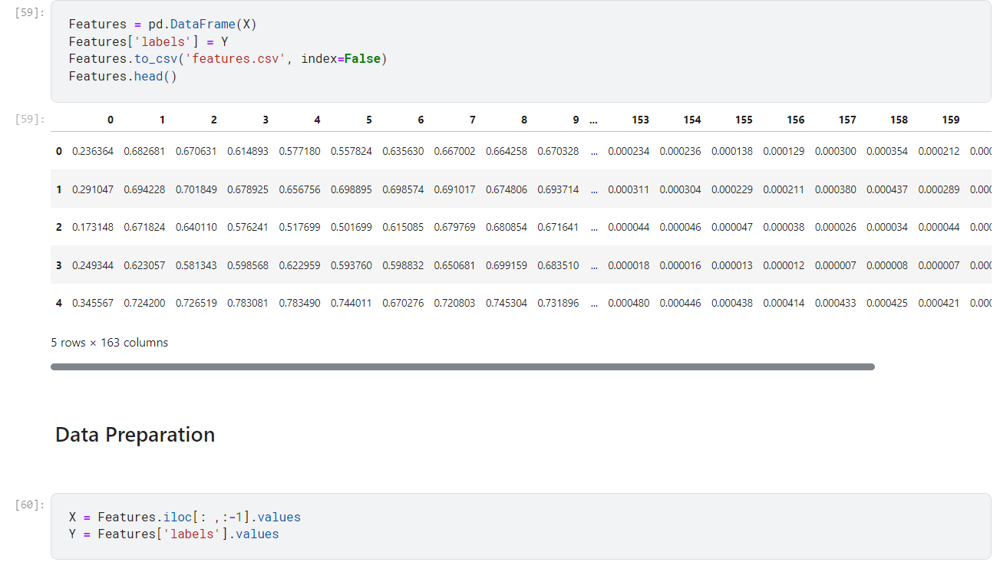 [59]:
Features = pd.DataFrame(X)
Features['labels'] = Y
Features.to_csv('features.csv', index=False)
Features.head()
[59]:
0 1 2 3 4 5 6 7 8 9 ... 153 154 155 156 157 158 159
0 0.236364 0.682681 0.670631 0.614893 0.577180 0.557824 0.635630 0.667002 0.664258 0.670328 ... 0.000234 0.000236 0.000138 0.000129 0.000300 0.000354 0.000212 0.000
1 0.291047 0.694228 0.701849 0.678925 0.656756 0.698895 0.698574 0.691017 0.674806 0.693714 ... 0.000311 0.000304 0.000229 0.000211 0.000380 0.000437 0.000289 0.000
2 0.173148 0.671824 0.640110 0.576241 0.517699 0.501699 0.615085 0.679769 0.680854 0.671641 ... 0.000044 0.000046 0.000047 0.000038 0.000026 0.000034 0.000044 0.000
3 0.249344 0.623057 0.581343 0.598568 0.622959 0.593760 0.598832 0.650681 0.699159 0.683510 ... 0.000018 0.000016 0.000013 0.000012 0.000007 0.000008 0.000007 0.000
4 0.345567 0.724200 0.726519 0.783081 0.783490 0.744011 0.670276 0.720803 0.745304 0.731896 ... 0.000480 0.000446 0.000438 0.000414 0.000433 0.000425 0.000421 0.000
5 rows × 163 columns
Data Preparation
[60]:
X = Features.iloc[: ,:-1].values
Y = Features['labels'].values